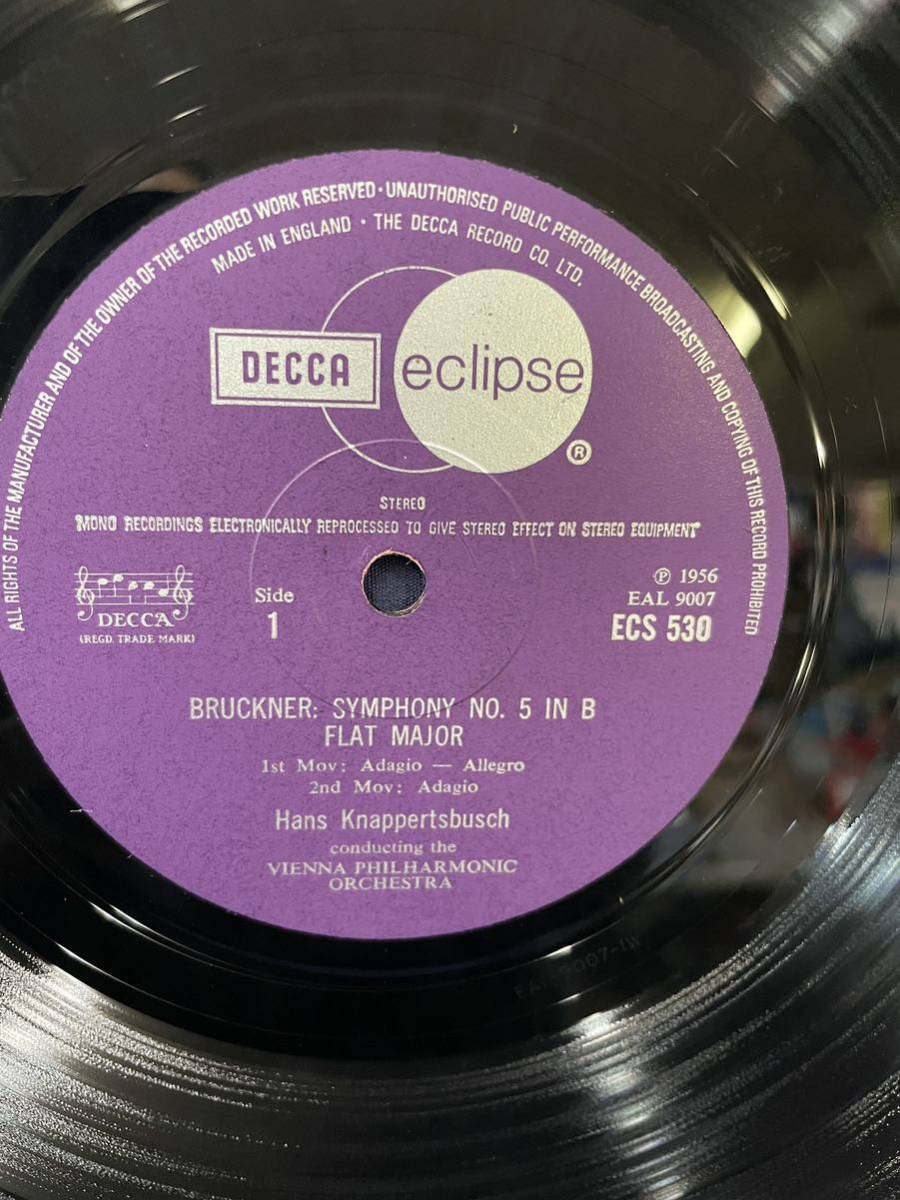 ALL RIGHTS OF THE MANUFACTURER AND OF THE OWNER OF THE RECORDED WORK RESERVED · UNAUTHORISED PUBLIC PERFORMANCE BROADCASTING AND COPYING OF THIS RECORD PROHIBITED
MADE IN ENGLAND · THE DECCA RECORD CO. LTD.
DECCA eclipse
®
STEREO
MONO RECORDINGS ELECTRONICALLY REPROCESSED TO GIVE STEREO EFFECT ON STEREO EQUIPMENT
DECCA
(REGD. TRADE MARK)
Side
1
℗ 1956
EAL 9007
ECS 530
BRUCKNER: SYMPHONY NO. 5 IN B
FLAT MAJOR
1st Mov: Adagio — Allegro
2nd Mov: Adagio
Hans Knappertsbusch
conducting the
VIENNA PHILHARMONIC
ORCHESTRA